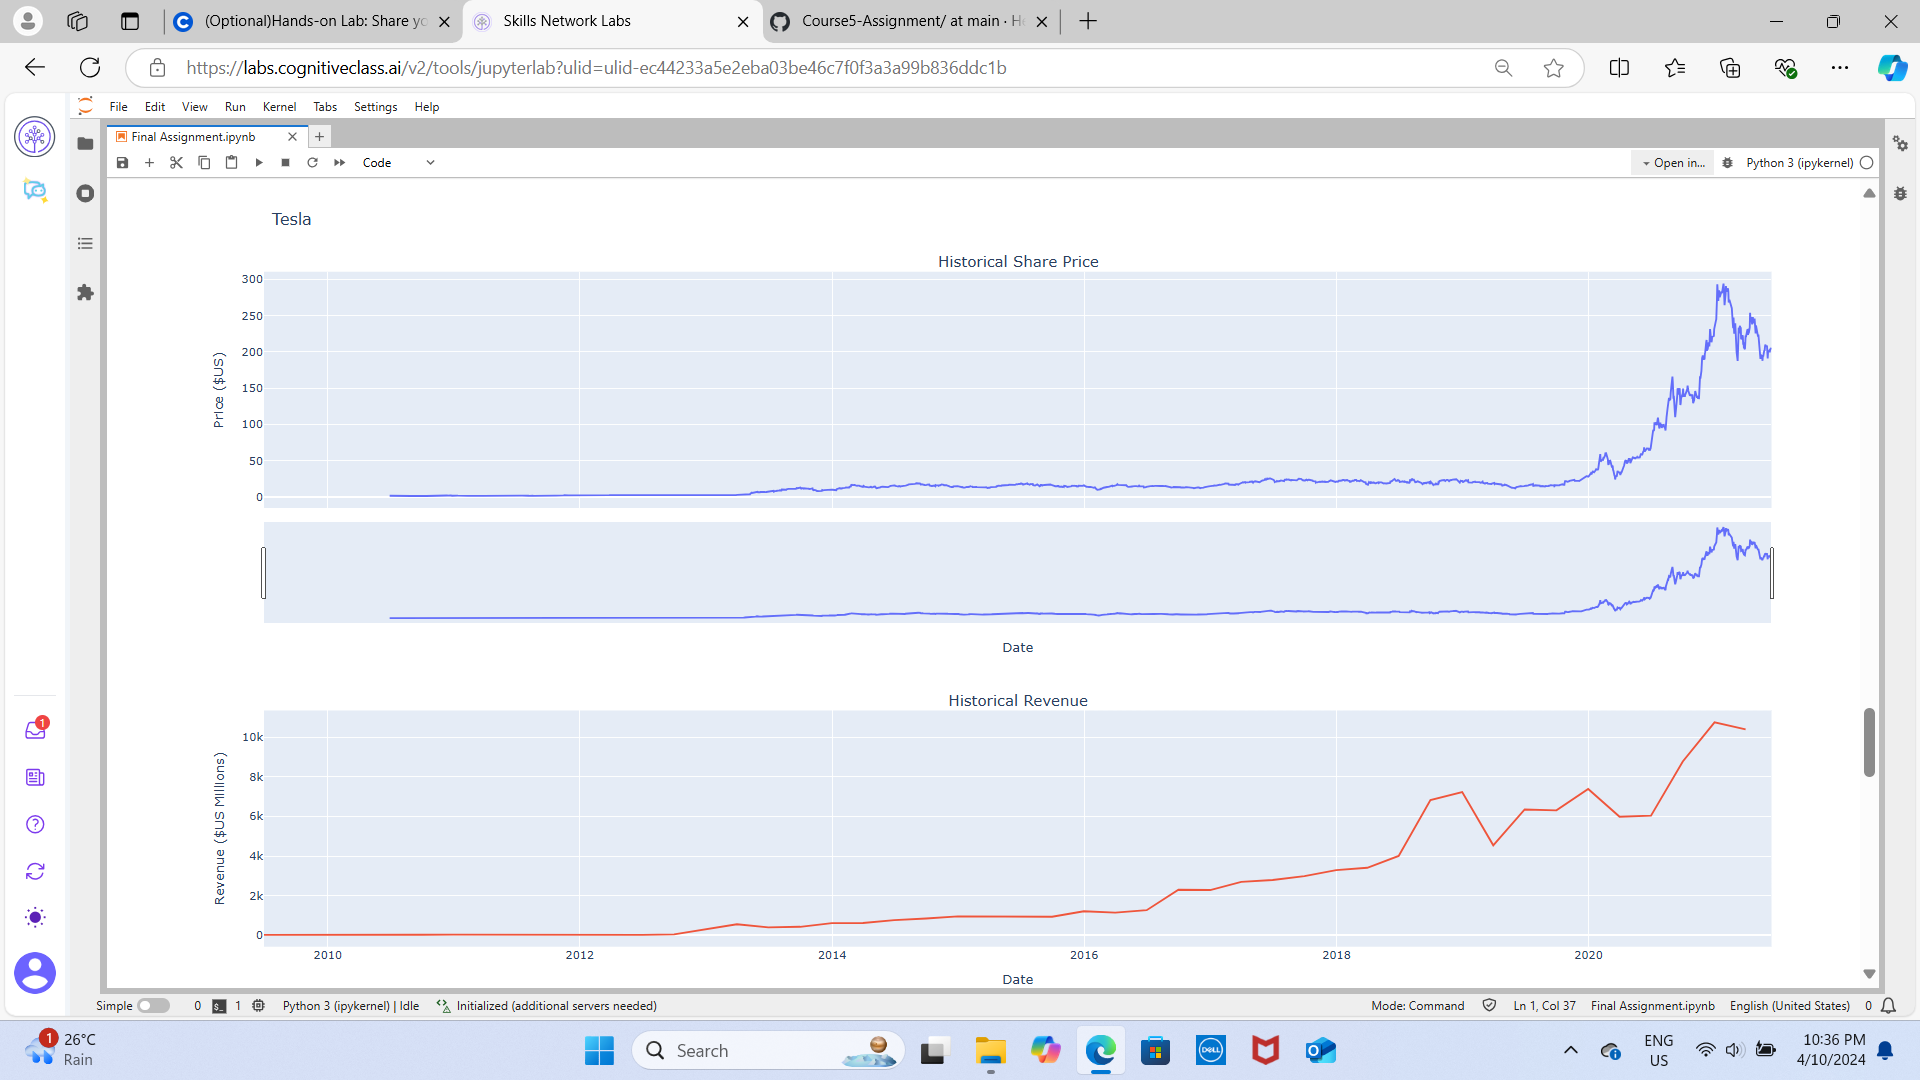 (Optional)Hands-on Lab: Share yo
Skills Network Labs
Course5-Assignment/ at main · He
https://labs.cognitiveclass.ai/v2/tools/jupyterlab?ulid=ulid-ec44233a5e2eba03be46c7f0f3a3a99b836ddc1b
File Edit View Run Kernel Tabs Settings Help
Final Assignment.ipynb
Code
Open in...
Python 3 (ipykernel)
Tesla
Historical Share Price
300
250
200
150
100
50
0
Price ($US)
Date
Historical Revenue
10k
8k
6k
4k
2k
0
Revenue ($US Millions)
2010 2012 2014 2016 2018 2020
Date
1
Simple 0 1 Python 3 (ipykernel) | Idle Initialized (additional servers needed) Mode: Command Ln 1, Col 37 Final Assignment.ipynb English (United States) 0
1
26°C
Rain
Search
DELL
ENG
US
10:36 PM
4/10/2024